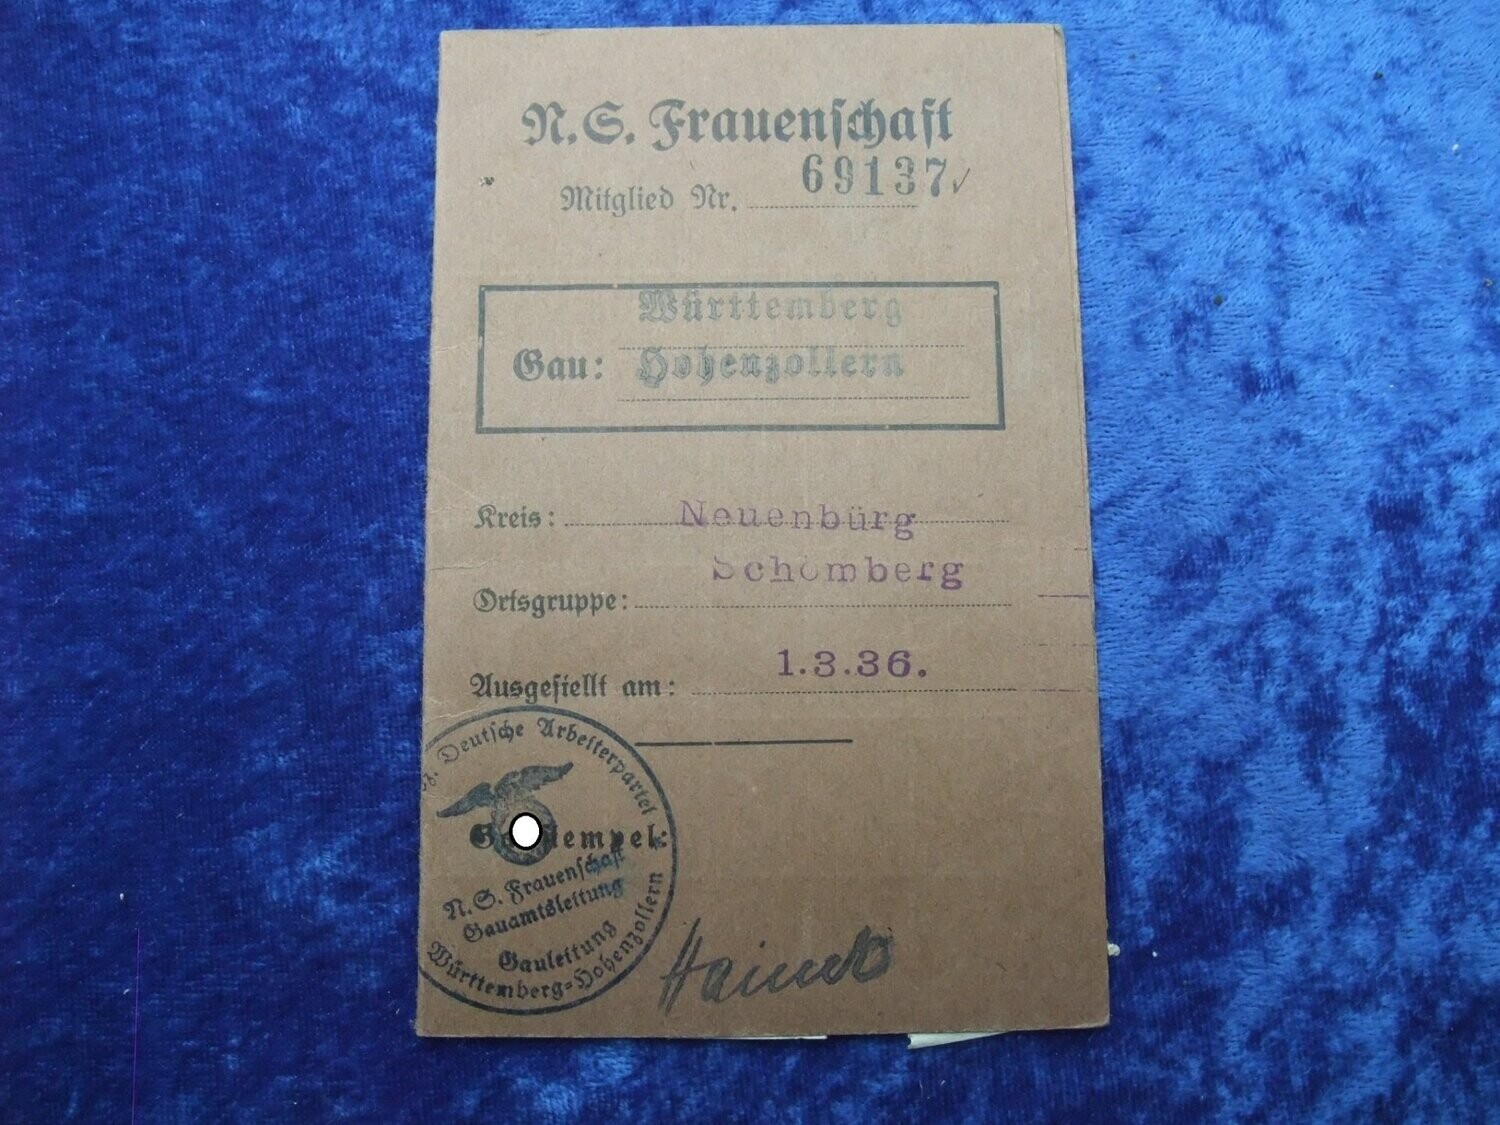 N.S. Frauenschaft
Mitglied Nr. 69137
Gau: Württemberg
Hohenzollern
Kreis: Neuenbürg
Ortsgruppe: Schömberg
Ausgestellt am: 1.3.36.
Deutsche Arbeiterpartei
N.S. Frauenschaft
Gauamtsleitung
Gauleitung
Württemberg-Hohenzollern